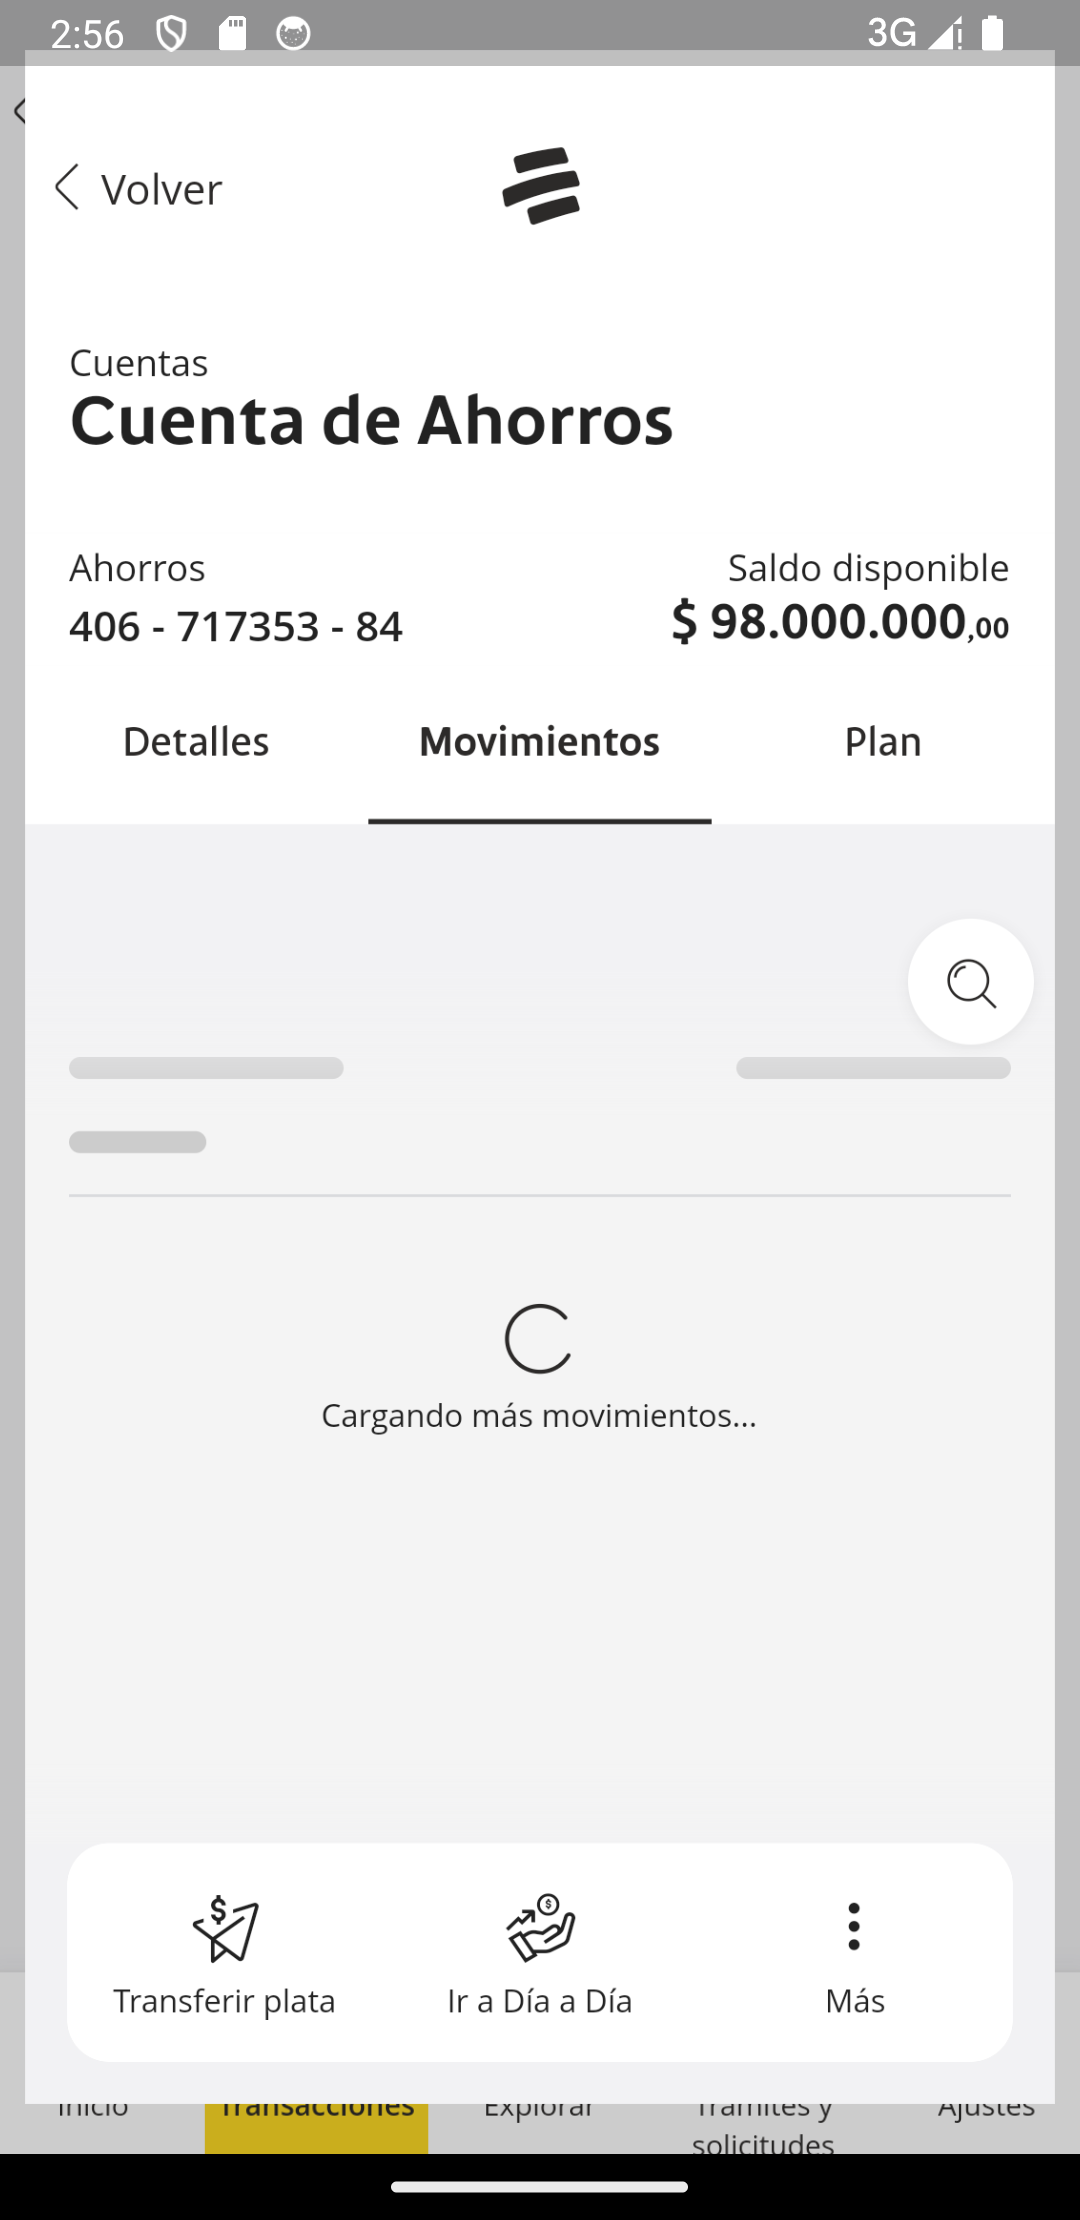 2:56
3G
Volver
Cuentas
Cuenta de Ahorros
Ahorros
Saldo disponible
406 - 717353 - 84
$ 98.000.000,00
Detalles
Movimientos
Plan
Cargando más movimientos...
Transferir plata
Ir a Día a Día
Más
Inicio
Transacciones
Explorar
Trámites y
solicitudes
Ajustes